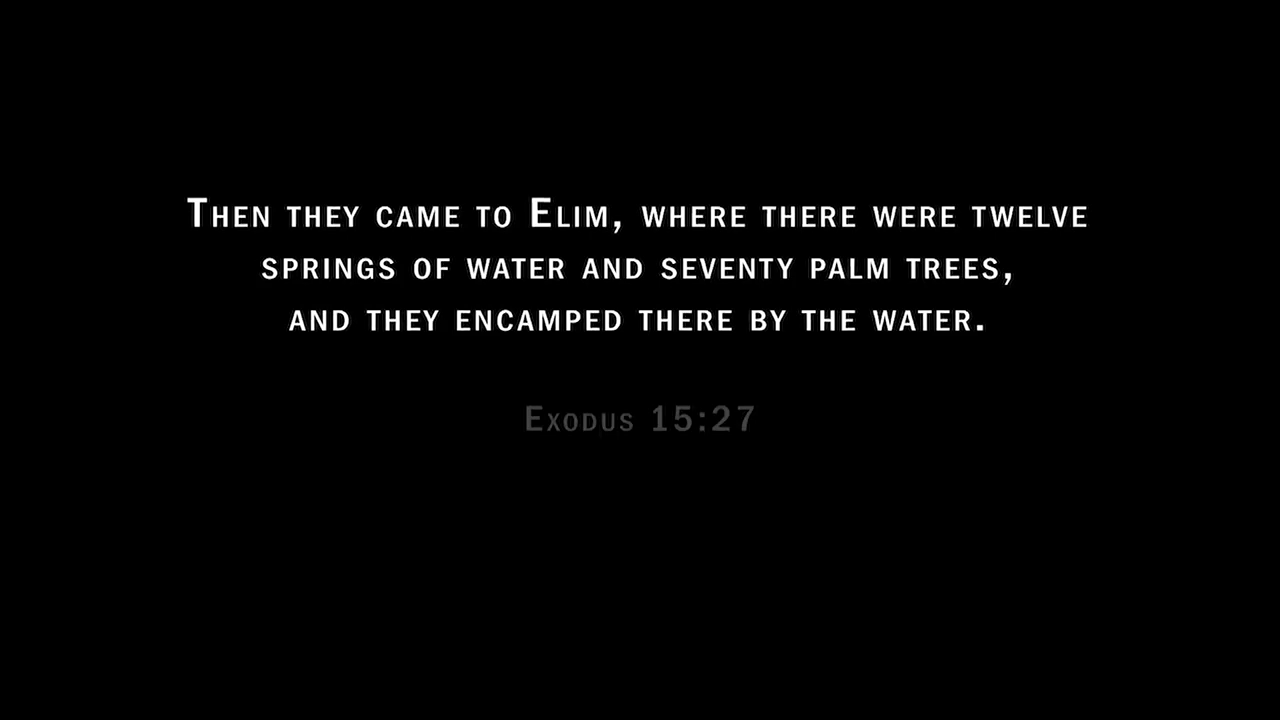 Then they came to Elim, where there were twelve
springs of water and seventy palm trees,
and they encamped there by the water.
Exodus 15:27